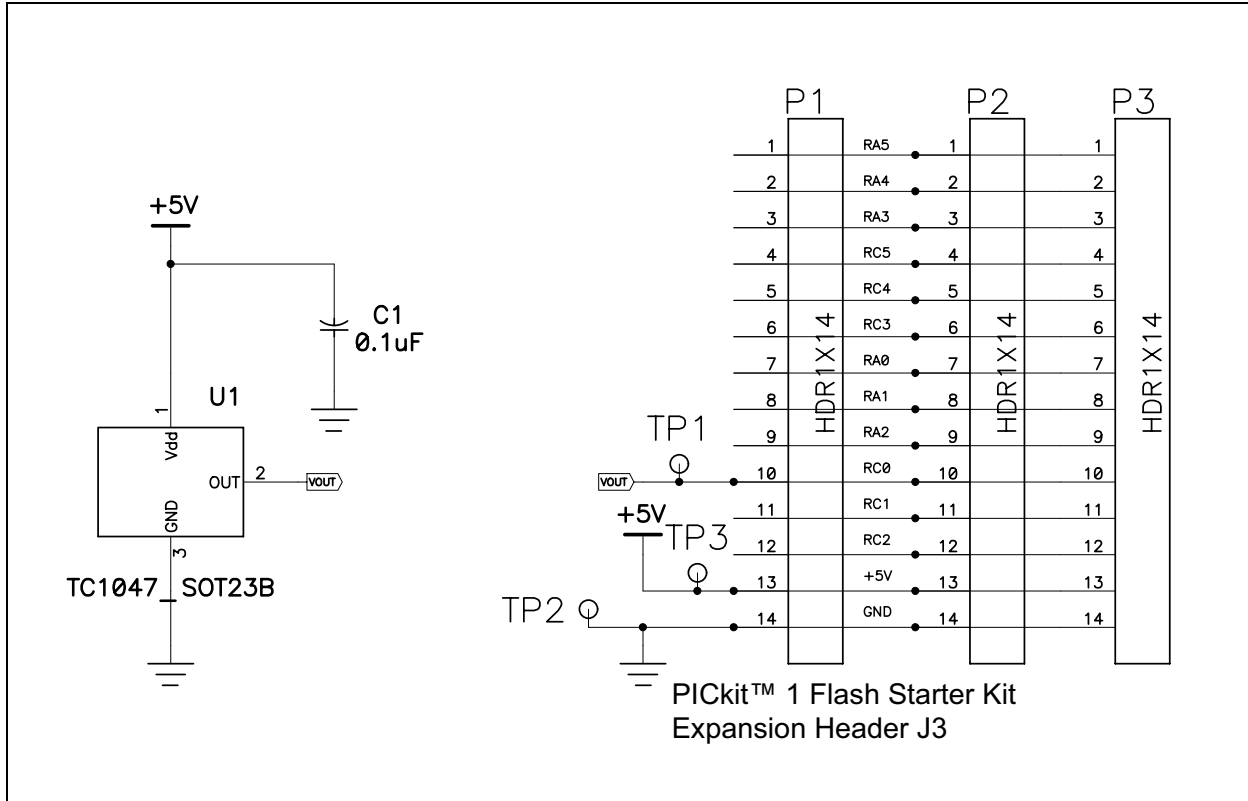 +5V
C1
0.1uF
U1
1
Vdd
OUT
2
VOUT
GND
3
TC1047
SOT23B
P1
P2
P3
1 RA5 1 1
2 RA4 2 2
3 RA3 3 3
4 RC5 4 4
5 RC4 5 5
6 RC3 6 6
7 RA0 7 7
8 RA1 8 8
9 RA2 9 9
TP1
VOUT
10 RC0 10 10
11 RC1 11 11
+5V
TP3
12 RC2 12 12
13 +5V 13 13
TP2
14 GND 14 14
HDR1X14
HDR1X14
HDR1X14
PICkit™ 1 Flash Starter Kit
Expansion Header J3